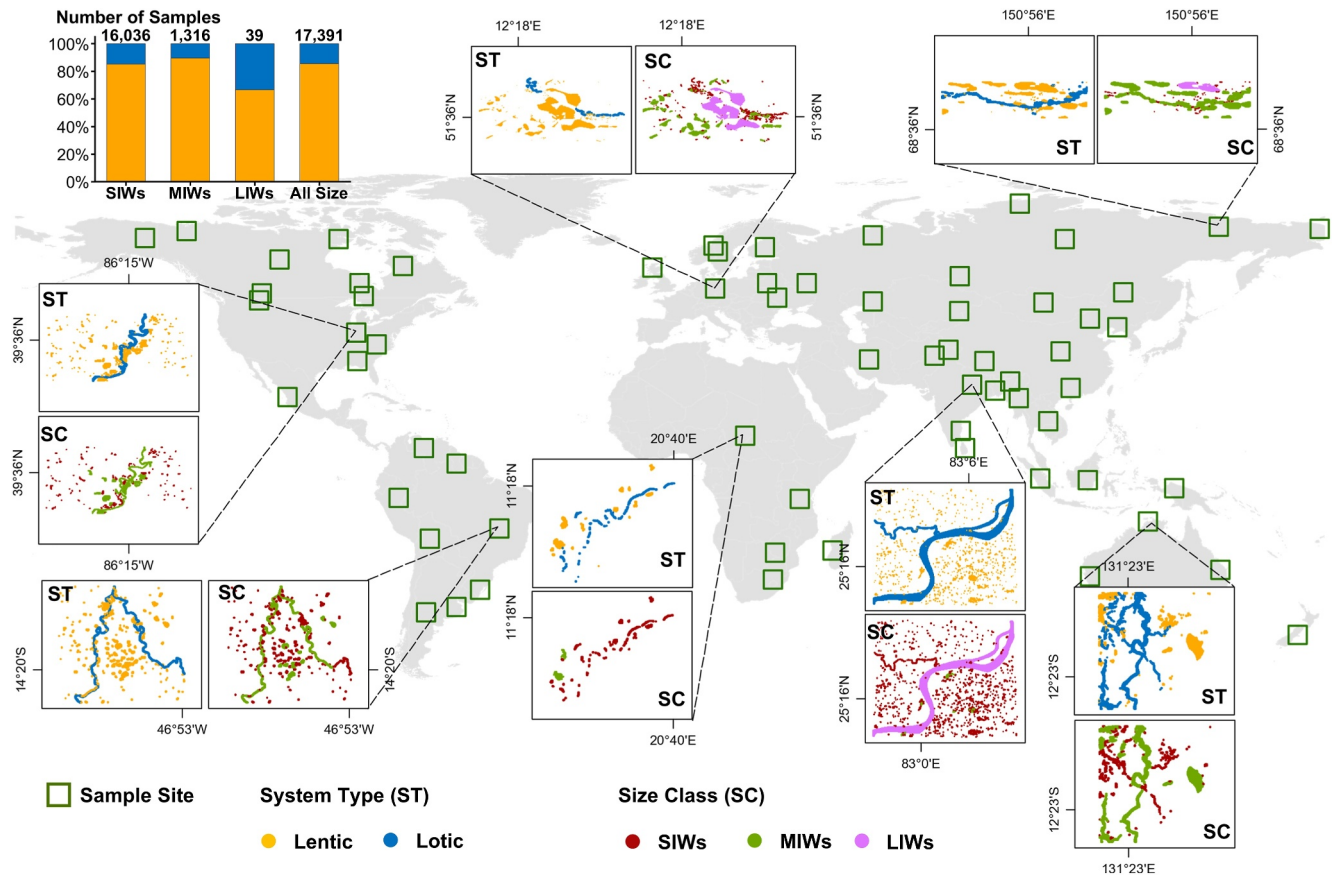 Number of Samples
16,036 1,316 39 17,391
100%
80%
60%
40%
20%
0%
SIWs MIWs LIWs All Size
12°18'E 12°18'E
ST SC
51°36'N 51°36'N
150°56'E 150°56'E
68°36'N 68°36'N
ST SC
86°15'W
ST
39°36'N
SC
39°36'N
86°15'W
ST SC
14°20'S 14°20'S
46°53'W 46°53'W
20°40'E
11°18'N
ST
11°18'N
SC
20°40'E
83°6'E
ST
25°16'N
SC
25°16'N
83°0'E
131°23'E
12°23'S
ST
12°23'S
SC
131°23'E
Sample Site System Type (ST) Size Class (SC)
Lentic Lotic SIWs MIWs LIWs